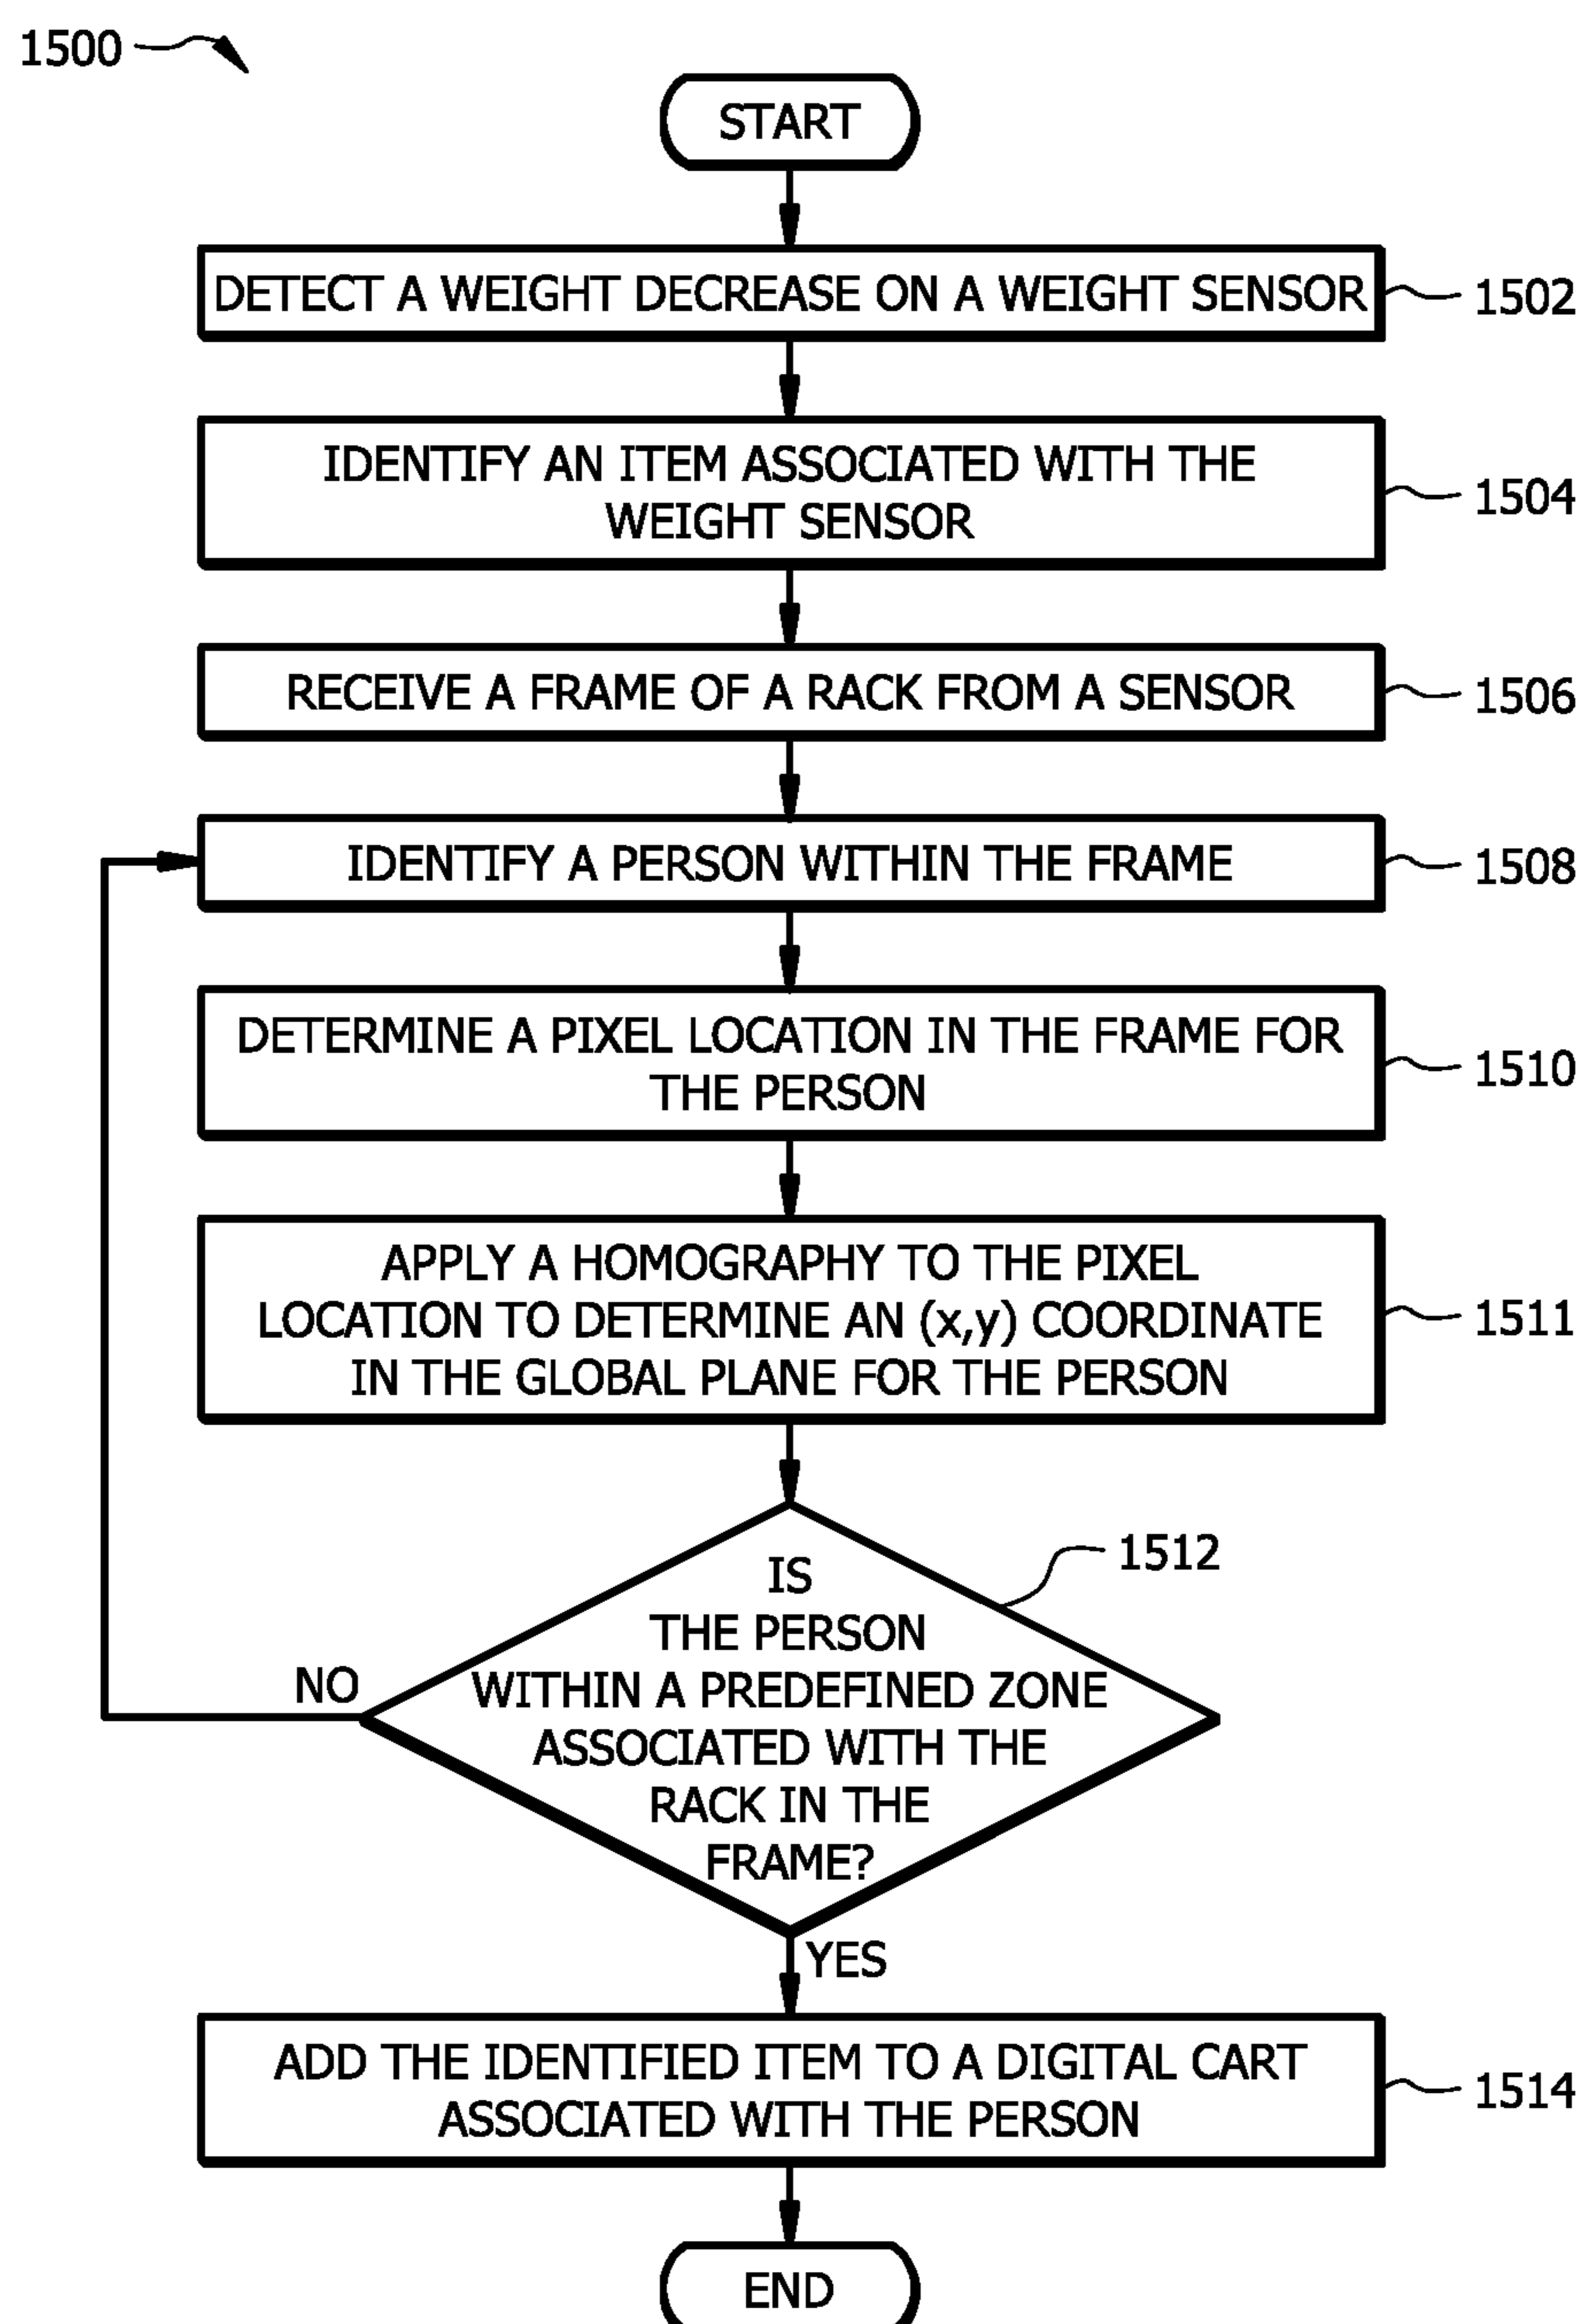 1500
START
DETECT A WEIGHT DECREASE ON A WEIGHT SENSOR
1502
IDENTIFY AN ITEM ASSOCIATED WITH THE
WEIGHT SENSOR
1504
RECEIVE A FRAME OF A RACK FROM A SENSOR
1506
IDENTIFY A PERSON WITHIN THE FRAME
1508
DETERMINE A PIXEL LOCATION IN THE FRAME FOR
THE PERSON
1510
APPLY A HOMOGRAPHY TO THE PIXEL
LOCATION TO DETERMINE AN (x,y) COORDINATE
IN THE GLOBAL PLANE FOR THE PERSON
1511
IS
THE PERSON
WITHIN A PREDEFINED ZONE
ASSOCIATED WITH THE
RACK IN THE
FRAME?
1512
NO
YES
ADD THE IDENTIFIED ITEM TO A DIGITAL CART
ASSOCIATED WITH THE PERSON
1514
END